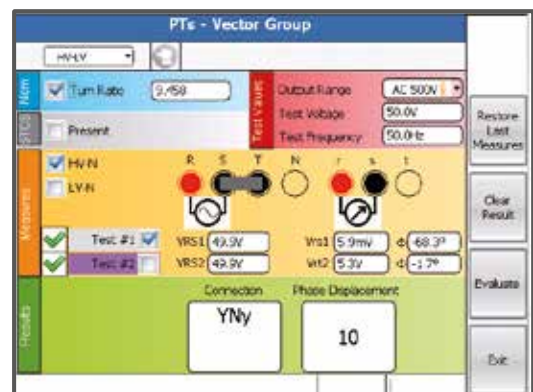 PTs - Vector Group
HV-LV
Nom
Turn Ratio 9.458
Present
Test Values
Output Range AC 500V
Test Voltage 50.0V
Test Frequency 50.0Hz
Restore
Last
Measures
Clear
Result
Evaluate
Exit
Measures
HV-N
LV-N
R S T N r s t
Test #1 VRS1 49.9V Vrs1 5.9mV Φ -68.3º
Test #2 VRS2 49.9V Vrt2 5.3V Φ -1.7º
Results
Connection Phase Displacement
YNy 10